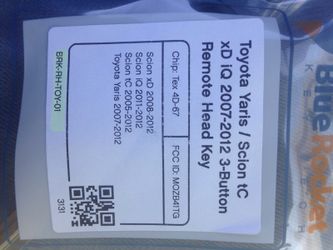 Toyota Yaris / Scion tC
xD iQ 2007-2012 3-Button
Remote Head Key
Chip: Tex 4D-67
FCC ID: MOZB41TG
Scion xD 2008-2012
Scion iQ 2011-2012
Scion tC 2005-2012
Toyota Yaris 2007-2012
BRK-RH-TOY-01
3131
Blue Rocket